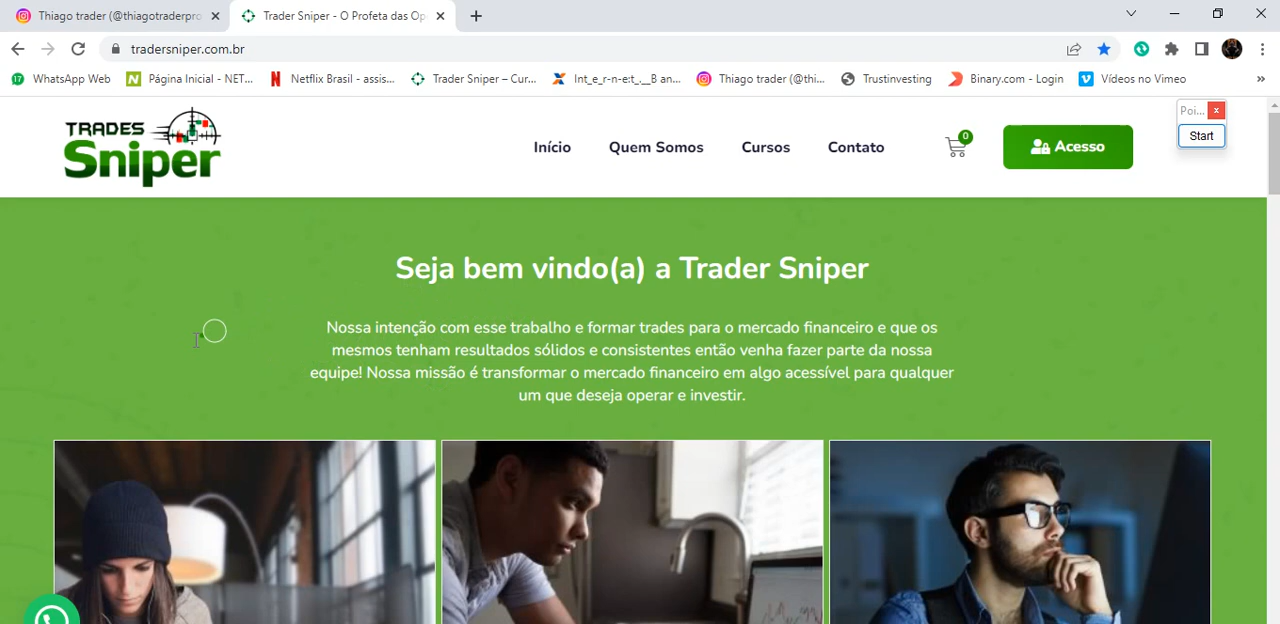 Thiago trader (@thiagotraderpro
Trader Sniper - O Profeta das Op
tradersniper.com.br
17 WhatsApp Web
N Página Inicial - NET...
N Netflix Brasil - assis...
Trader Sniper – Cur...
Int_e_r-n-e:t_.__B an...
Thiago trader (@thi...
Trustinvesting
Binary.com - Login
Vídeos no Vimeo
»
Poi... x
Start
TRADES
Sniper
Início
Quem Somos
Cursos
Contato
0
Acesso
Seja bem vindo(a) a Trader Sniper
Nossa intenção com esse trabalho e formar trades para o mercado financeiro e que os
mesmos tenham resultados sólidos e consistentes então venha fazer parte da nossa
equipe! Nossa missão é transformar o mercado financeiro em algo acessível para qualquer
um que deseja operar e investir.